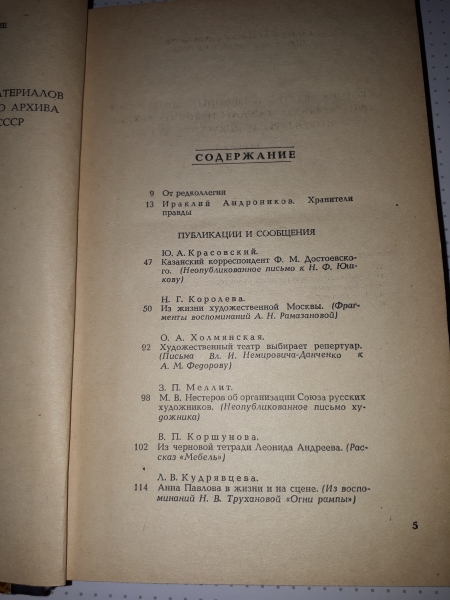 АТЕРИАЛОВ
О АРХИВА
СССР
СОДЕРЖАНИЕ
9 От редколлегии
13 Ираклий Андроников. Хранители
правды
ПУБЛИКАЦИИ И СООБЩЕНИЯ
Ю. А. Красовский.
47 Казанский корреспондент Ф. М. Достоевско-
го. (Неопубликованное письмо к Н. Ф. Юш-
кову)
Н. Г. Королева.
50 Из жизни художественной Москвы. (Фраг-
менты воспоминаний А. Н. Рамазановой)
О. А. Холмянская.
92 Художественный театр выбирает репертуар.
(Письма Вл. И. Немировича-Данченко к
А. М. Федорову)
З. П. Меллит.
98 М. В. Нестеров об организации Союза русских
художников. (Неопубликованное письмо ху-
дожника)
В. П. Коршунова.
102 Из черновой тетради Леонида Андреева. (Рас-
сказ «Мебель»)
Л. В. Кудрявцева.
114 Анна Павлова в жизни и на сцене. (Из воспо-
минаний Н. В. Трухановой «Огни рампы»)
5